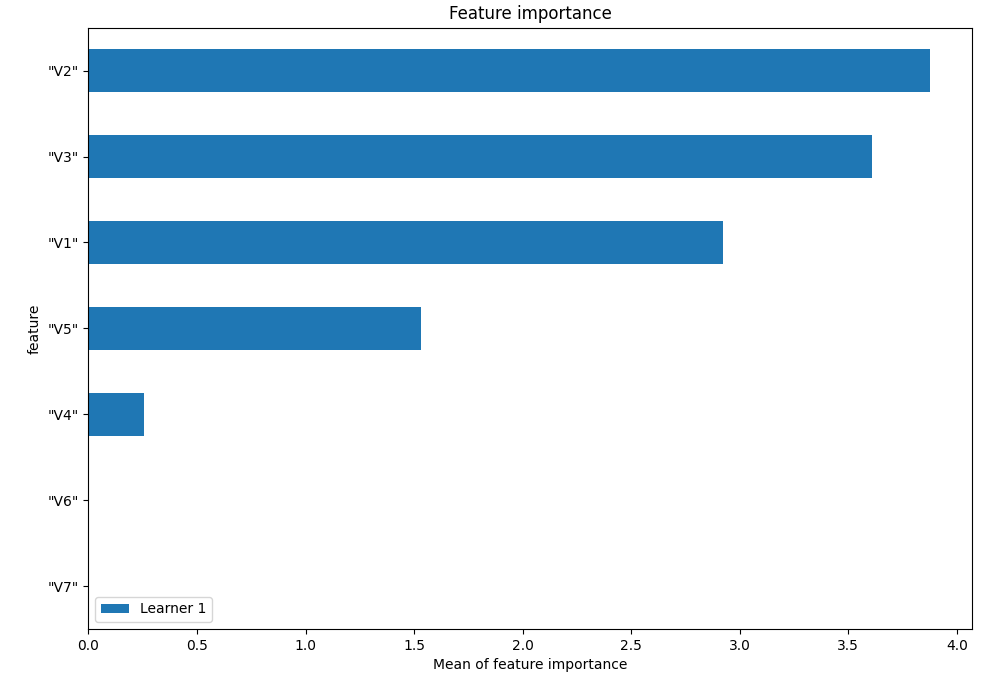 Feature importance
"V2"
"V3"
"V1"
"V5"
"V4"
"V6"
"V7"
feature
Learner 1
0.0 0.5 1.0 1.5 2.0 2.5 3.0 3.5 4.0
Mean of feature importance